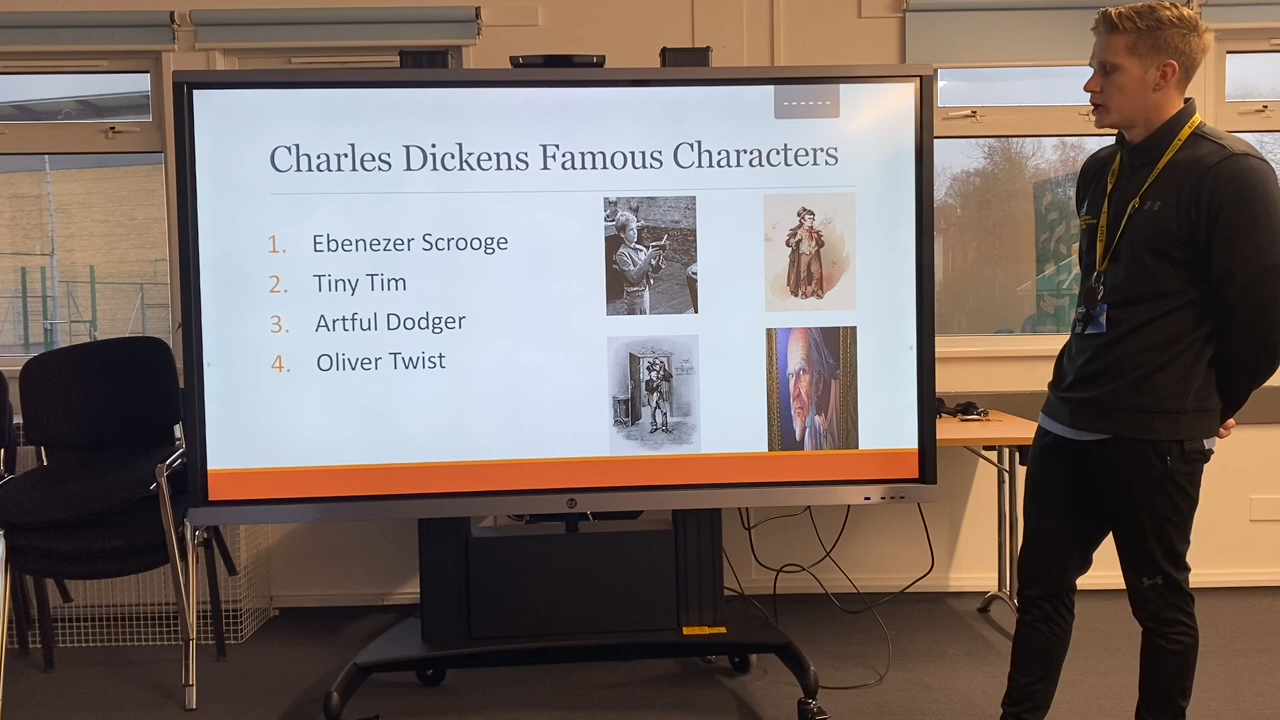 Charles Dickens Famous Characters
1. Ebenezer Scrooge
2. Tiny Tim
3. Artful Dodger
4. Oliver Twist